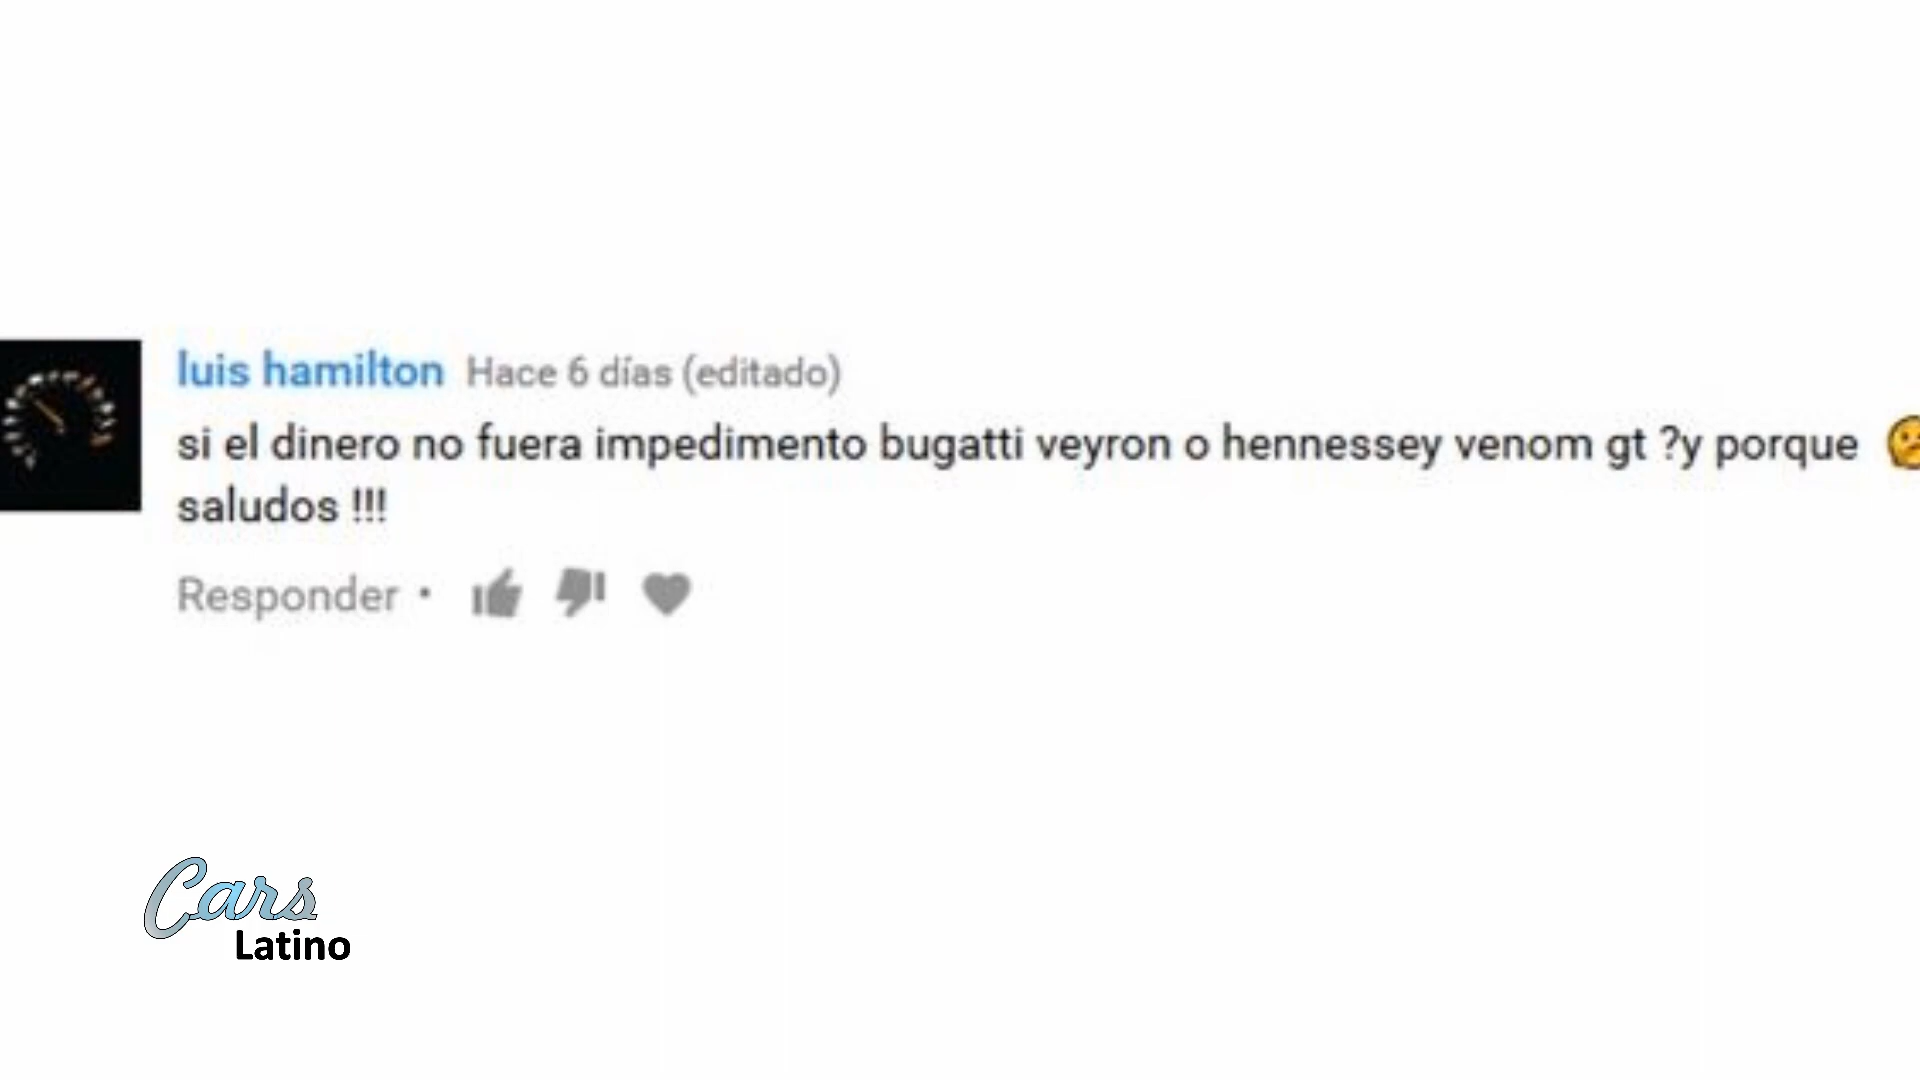 luis hamilton Hace 6 días (editado)
si el dinero no fuera impedimento bugatti veyron o hennessey venom gt ?y porque
saludos !!!
Responder •
Cars
Latino